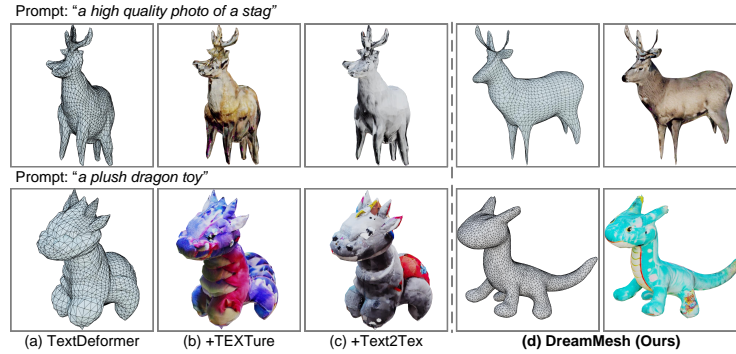 Prompt: “a high quality photo of a stag”
Prompt: “a plush dragon toy”
(a) TextDeformer (b) +TEXTure (c) +Text2Tex (d) DreamMesh (Ours)